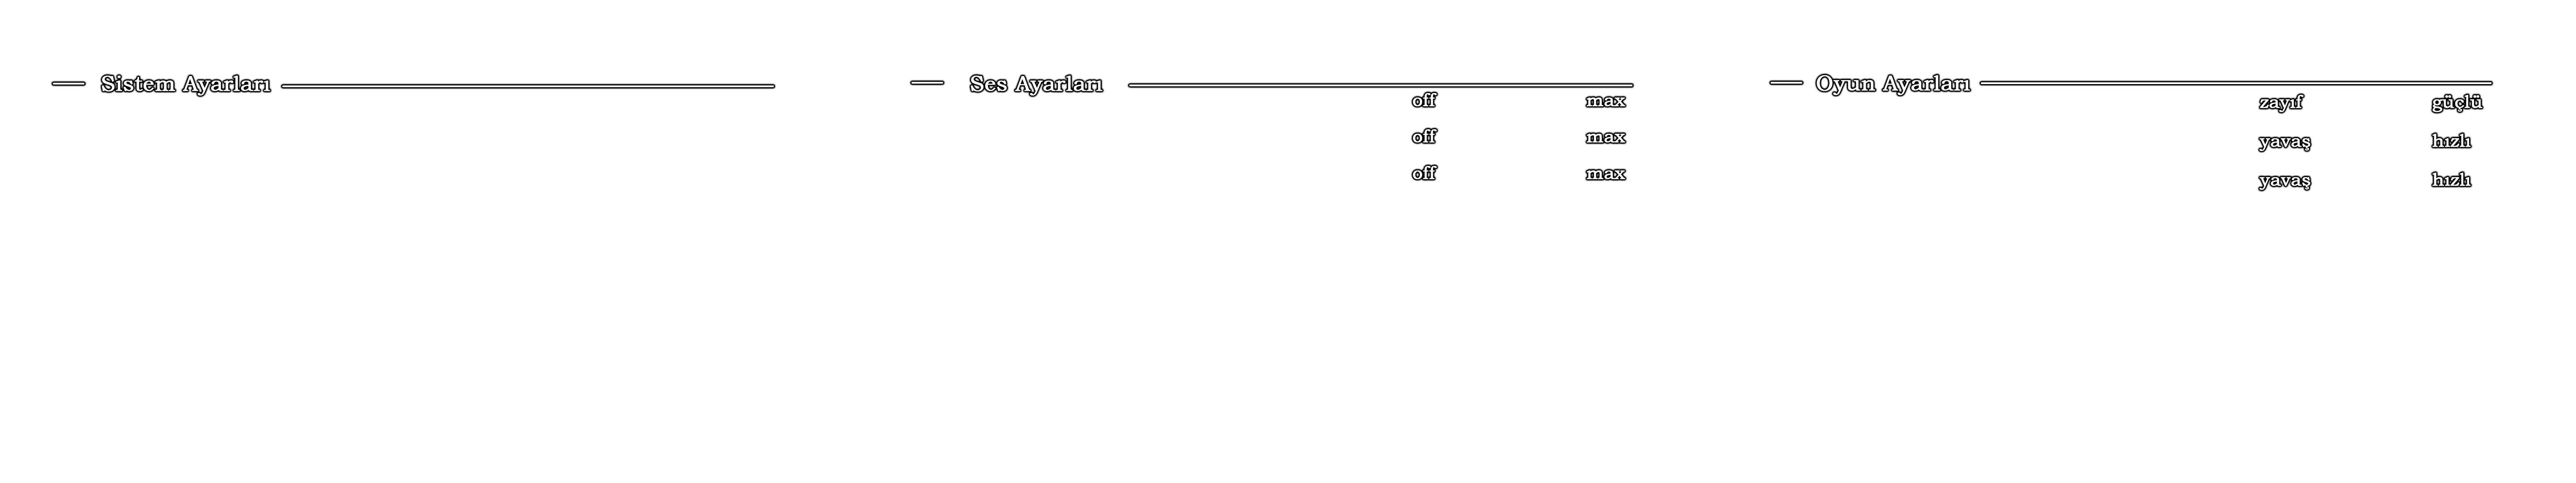 Sistem Ayarları
Ses Ayarları
off max
off max
off max
Oyun Ayarları
zayıf güçlü
yavaş hızlı
yavaş hızlı